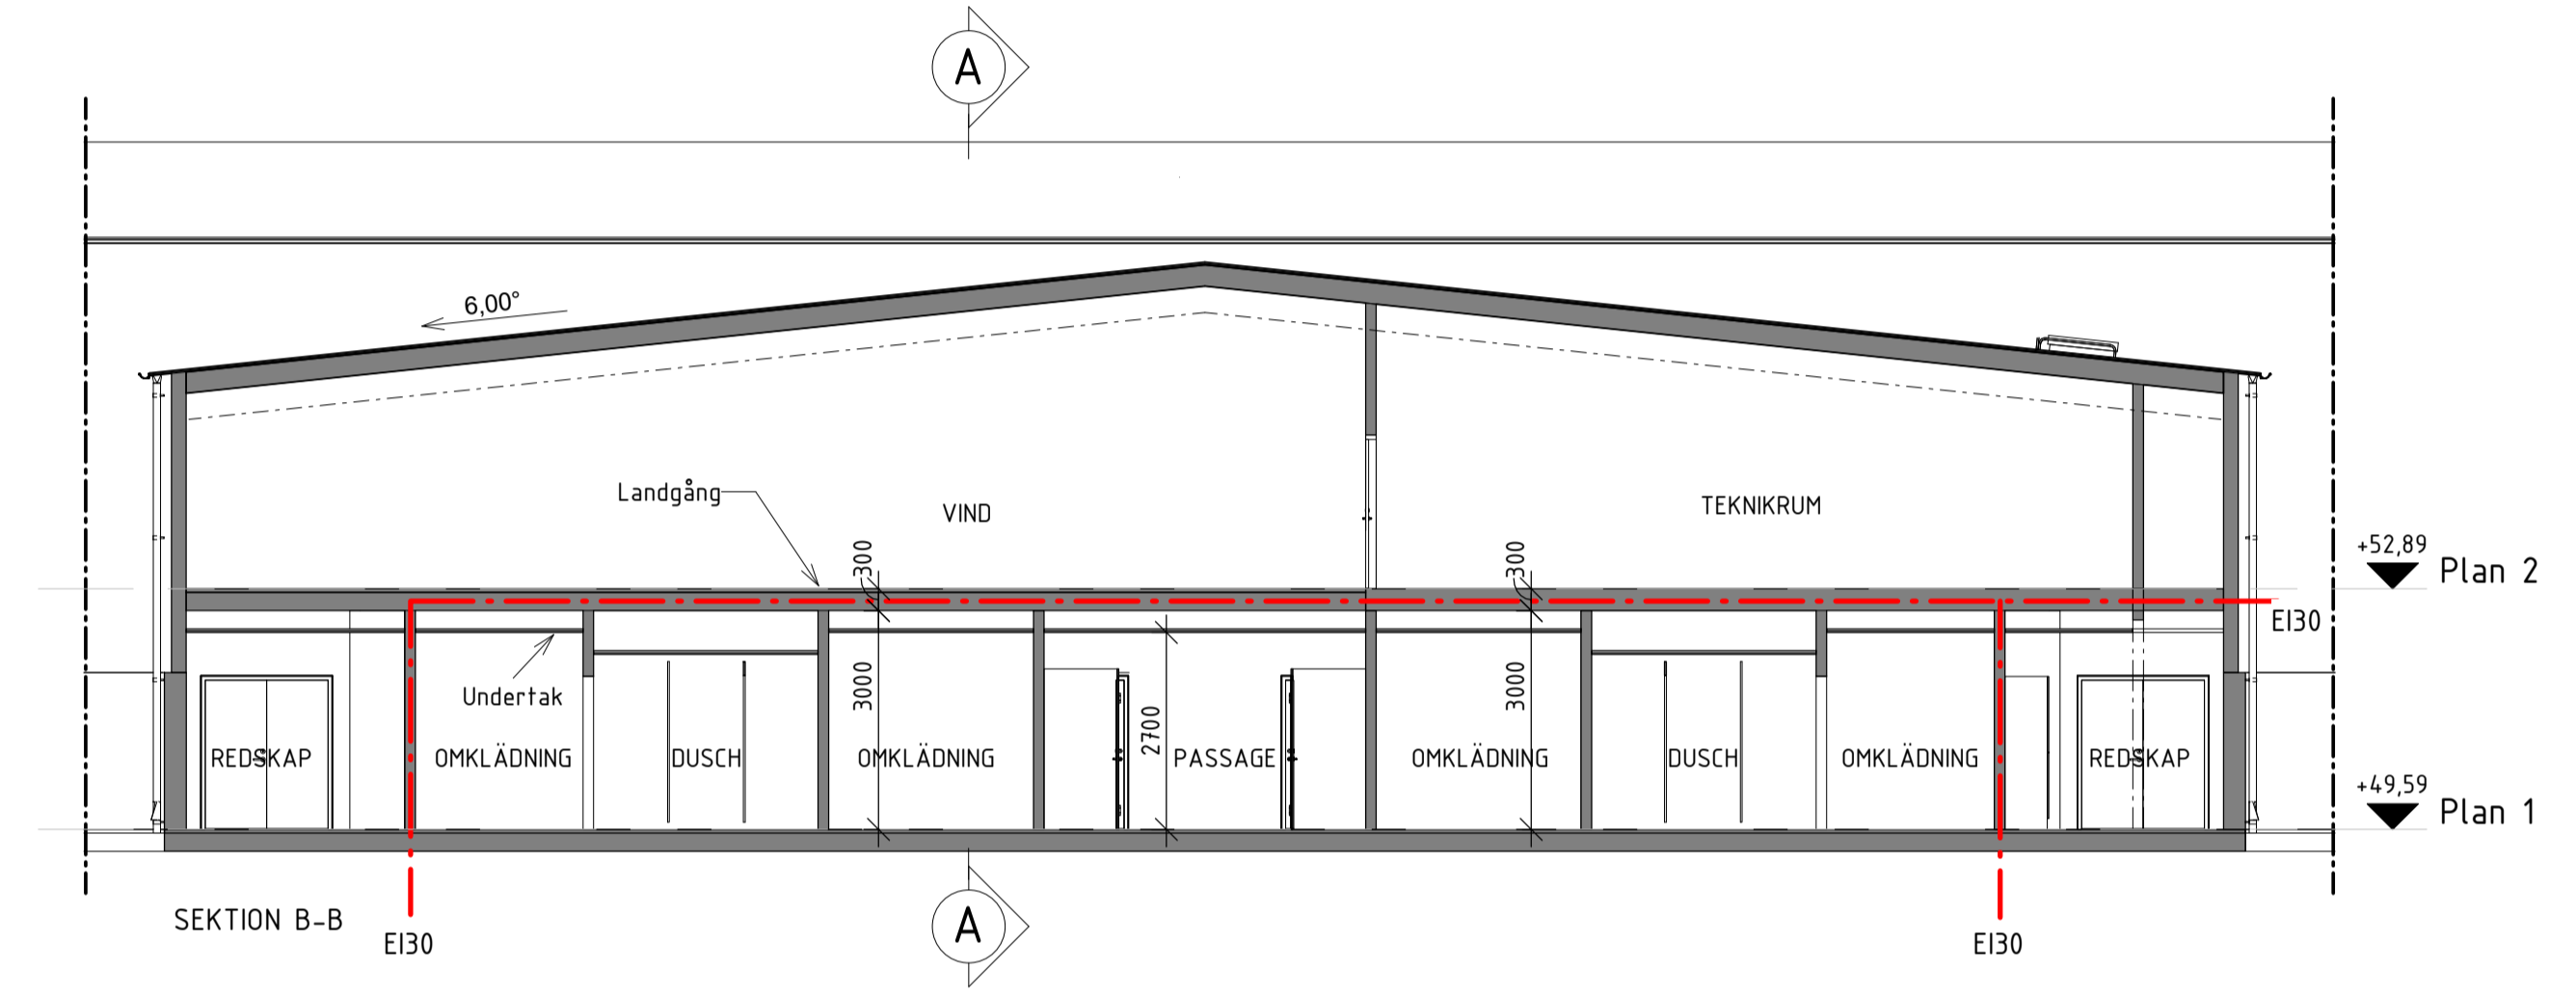 A
6,00°
Landgång
VIND
TEKNIKRUM
+52,89
Plan 2
300
300
EI30
Undertak
3000
2700
3000
REDSKAP
OMKLÄDNING
DUSCH
OMKLÄDNING
PASSAGE
OMKLÄDNING
DUSCH
OMKLÄDNING
REDSKAP
+49,59
Plan 1
SEKTION B-B
EI30
A
EI30